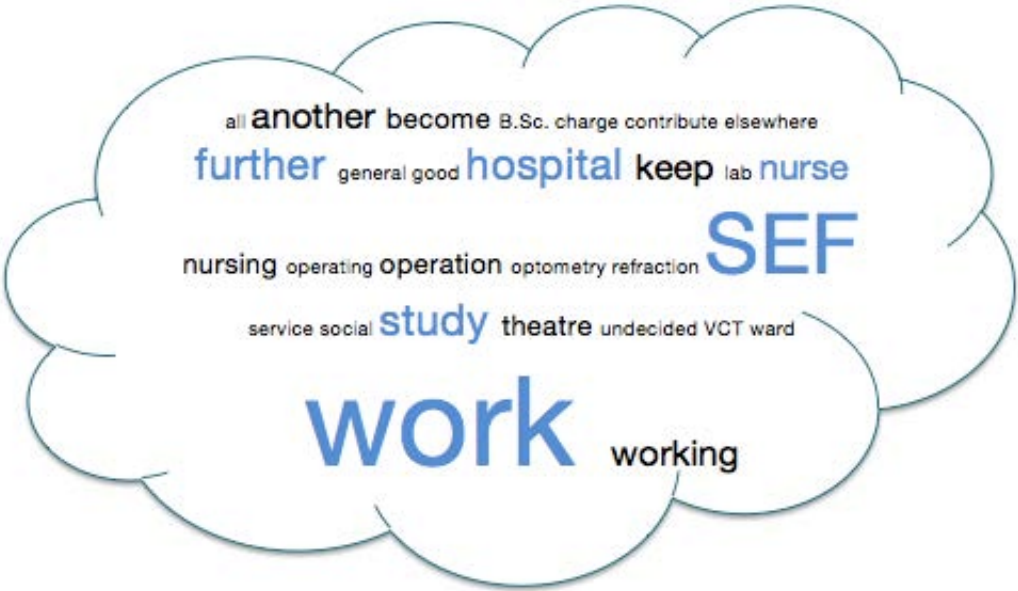 all another become B.Sc. charge contribute elsewhere
further general good hospital keep lab nurse
nursing operating operation optometry refraction SEF
service social study theatre undecided VCT ward
work working